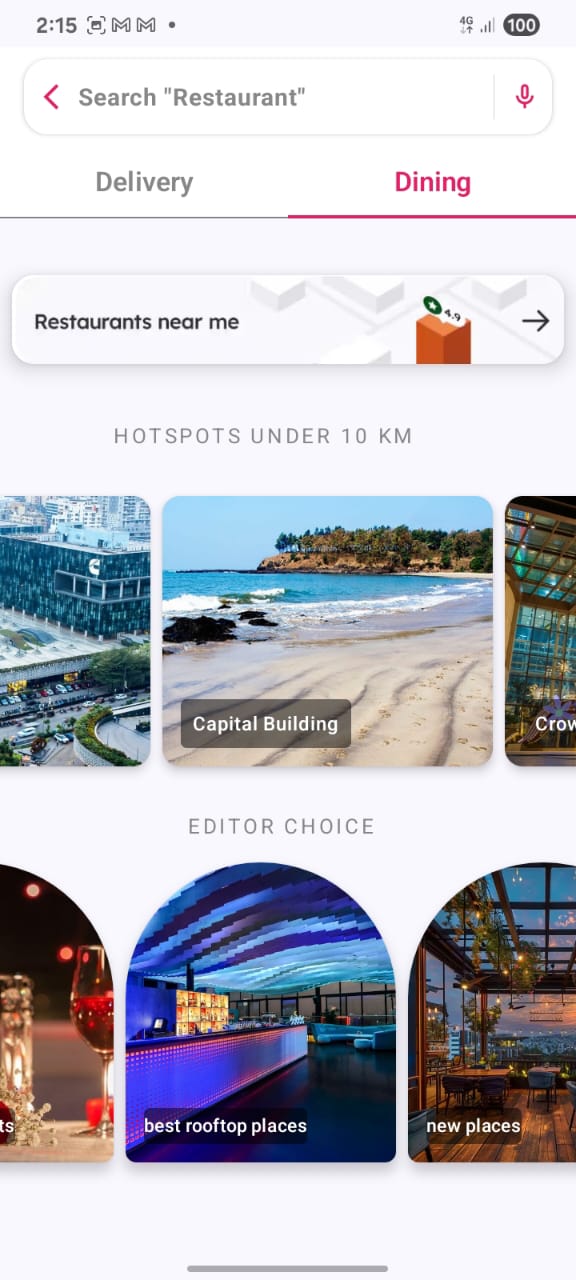 2:15
4G
100
Search "Restaurant"
Delivery
Dining
Restaurants near me
4.9
HOTSPOTS UNDER 10 KM
Capital Building
Crow
EDITOR CHOICE
ts
best rooftop places
new places